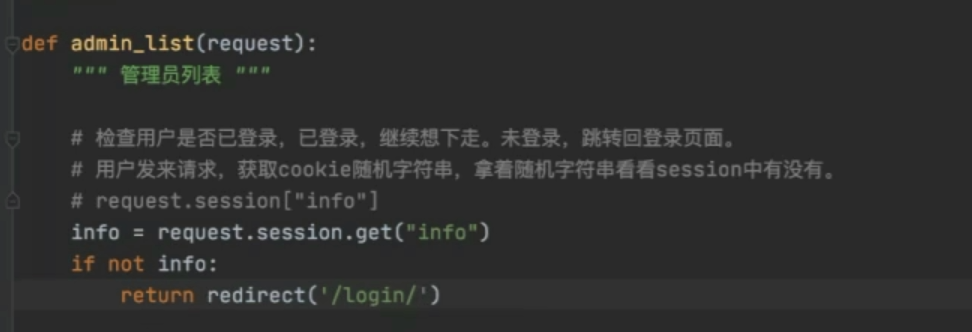 def admin_list(request):
""" 管理员列表 """
# 检查用户是否已登录，已登录，继续想下走。未登录，跳转回登录页面。
# 用户发来请求，获取cookie随机字符串，拿着随机字符串看看session中有没有。
# request.session["info"]
info = request.session.get("info")
if not info:
return redirect('/login/')